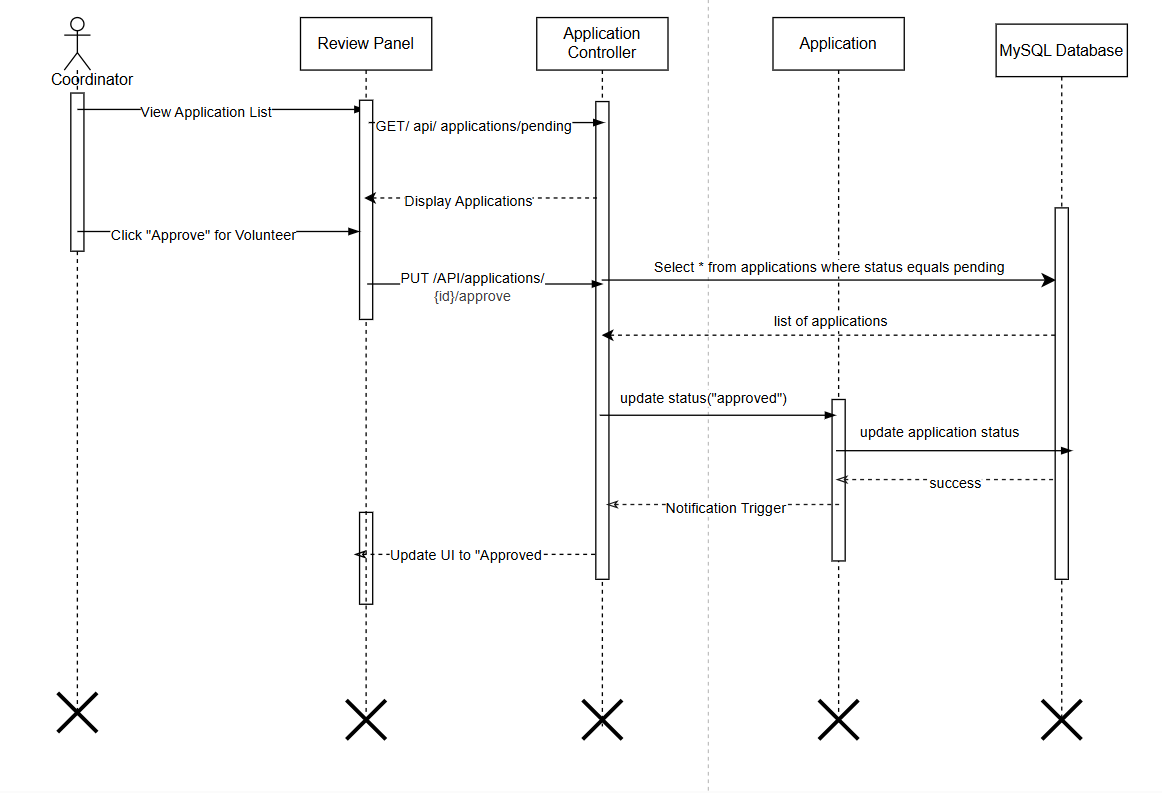 Coordinator
Review Panel
Application
Controller
Application
MySQL Database
View Application List
GET/ api/ applications/pending
Display Applications
Click "Approve" for Volunteer
PUT /API/applications/
{id}/approve
Select * from applications where status equals pending
list of applications
update status("approved")
update application status
success
Notification Trigger
Update UI to "Approved